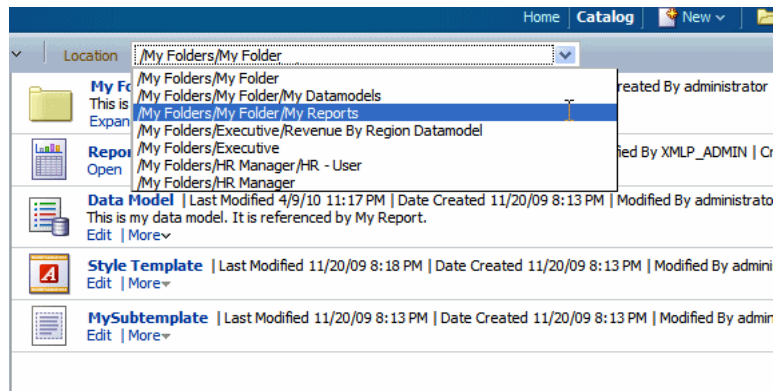 Home Catalog New
Location /My Folders/My Folder
/My Folders/My Folder
/My Folders/My Folder/My Datamodels
/My Folders/My Folder/My Reports
/My Folders/Executive/Revenue By Region Datamodel
/My Folders/Executive
/My Folders/HR Manager/HR - User
/My Folders/HR Manager
My Fo reated By administrator
This is
Expan
Repor ied By XMLP_ADMIN | Cr
Open
Data Model | Last Modified 4/9/10 11:17 PM | Date Created 11/20/09 8:13 PM | Modified By administrato
This is my data model. It is referenced by My Report.
Edit | More
Style Template | Last Modified 11/20/09 8:18 PM | Date Created 11/20/09 8:13 PM | Modified By admini
Edit | More
MySubtemplate | Last Modified 11/20/09 8:13 PM | Date Created 11/20/09 8:13 PM | Modified By admin
Edit | More